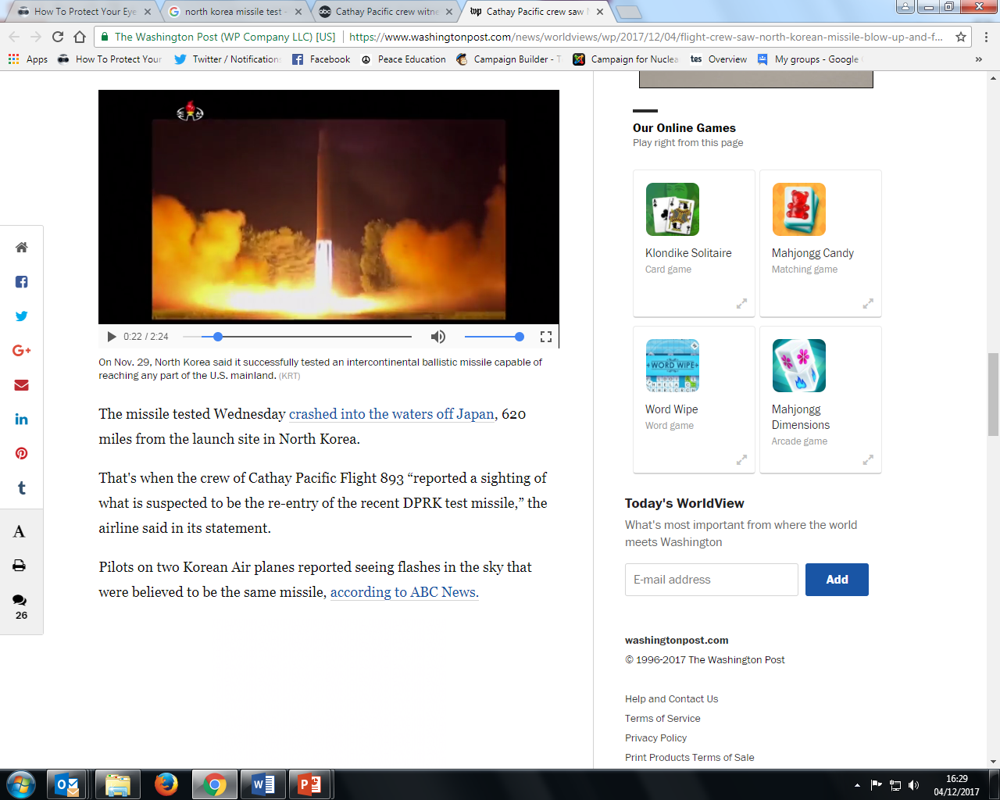 How To Protect Your Eye
north korea missile test -
Cathay Pacific crew witne
Cathay Pacific crew saw
The Washington Post (WP Company LLC) [US]
https://www.washingtonpost.com/news/worldviews/wp/2017/12/04/flight-crew-saw-north-korean-missile-blow-up-and-f...
Apps
How To Protect Your
Twitter / Notifications
Facebook
Peace Education
Campaign Builder - T
Campaign for Nuclea
tes
Overview
My groups - Google
»
0:22 / 2:24
On Nov. 29, North Korea said it successfully tested an intercontinental ballistic missile capable of
reaching any part of the U.S. mainland. (KRT)
The missile tested Wednesday crashed into the waters off Japan, 620
miles from the launch site in North Korea.
That's when the crew of Cathay Pacific Flight 893 “reported a sighting of
what is suspected to be the re-entry of the recent DPRK test missile,” the
airline said in its statement.
Pilots on two Korean Air planes reported seeing flashes in the sky that
were believed to be the same missile, according to ABC News.
G+
in
t
A
26
Our Online Games
Play right from this page
Klondike Solitaire
Card game
Mahjongg Candy
Matching game
WORD WIPE
Word Wipe
Word game
Mahjongg
Dimensions
Arcade game
Today's WorldView
What's most important from where the world
meets Washington
E-mail address
Add
washingtonpost.com
© 1996-2017 The Washington Post
Help and Contact Us
Terms of Service
Privacy Policy
Print Products Terms of Sale
16:29
04/12/2017